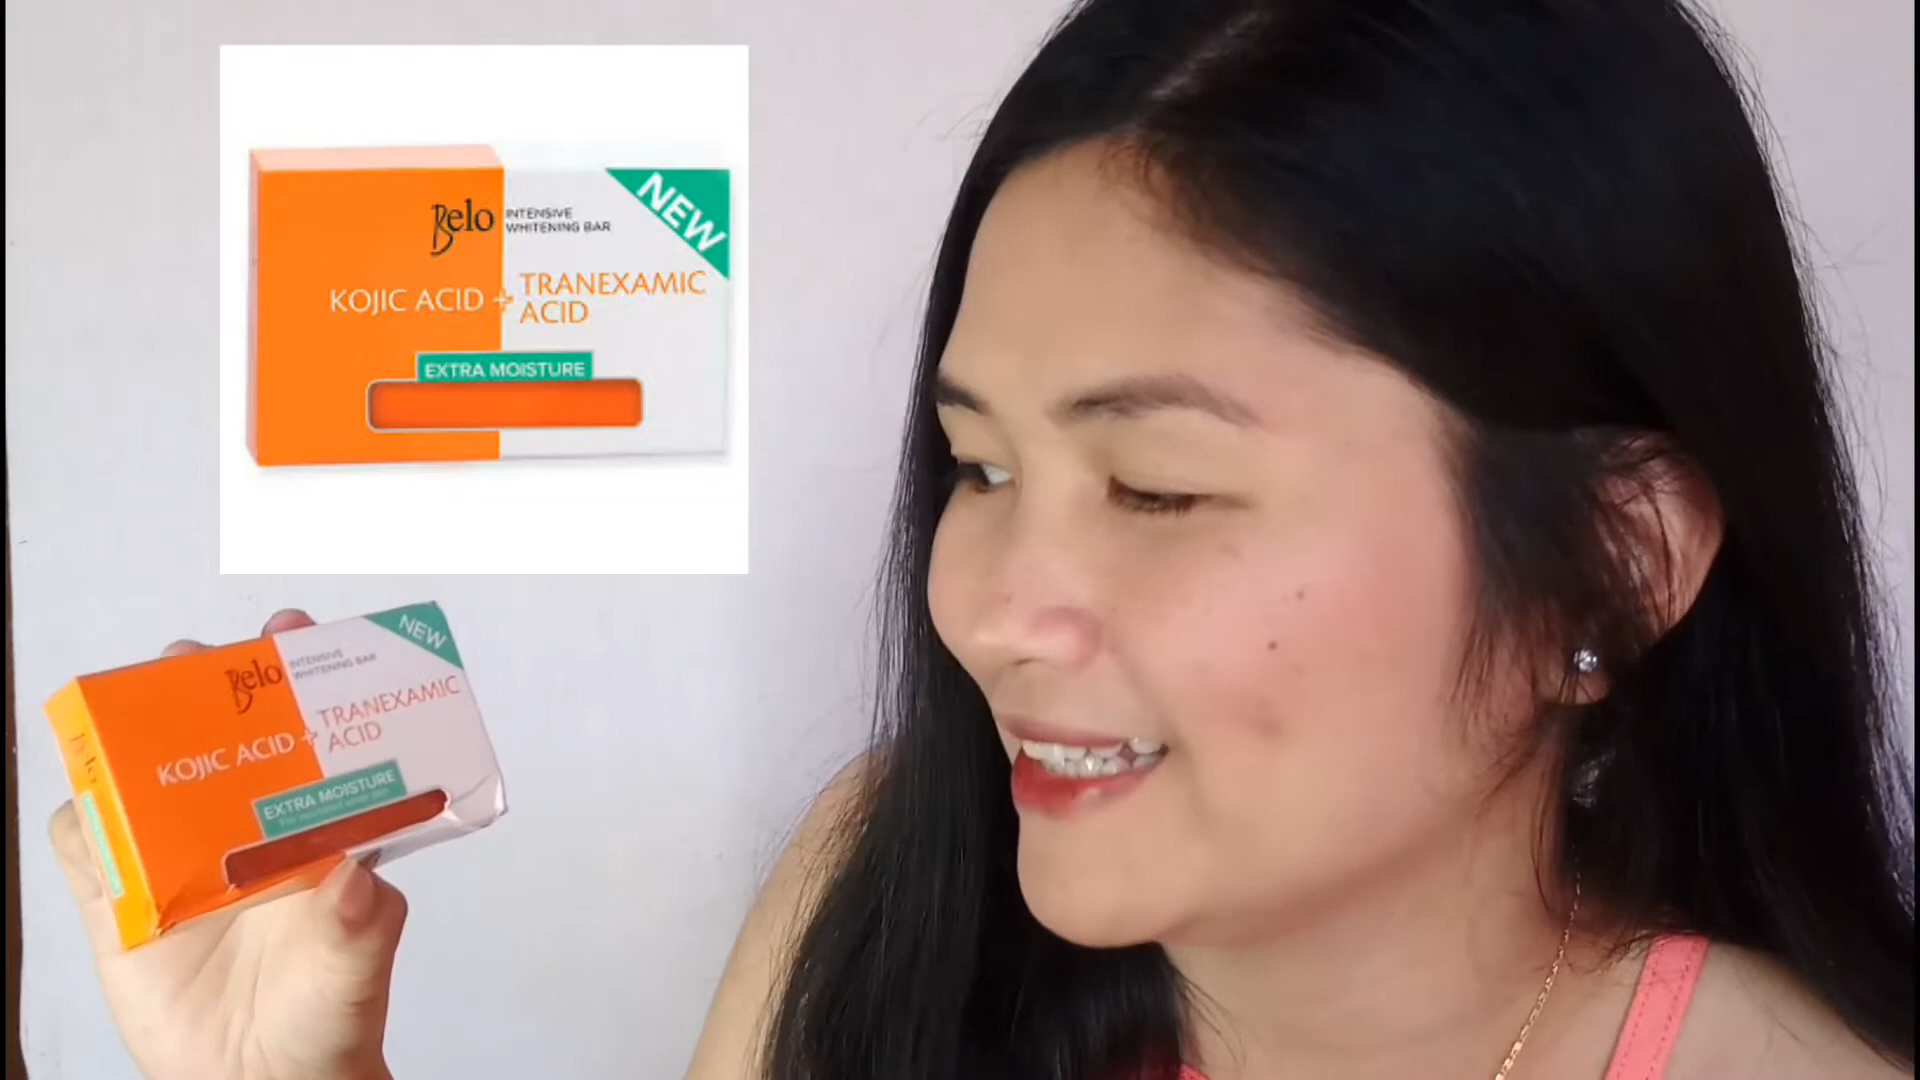 Belo
INTENSIVE
WHITENING BAR
NEW
KOJIC ACID + TRANEXAMIC
ACID
EXTRA MOISTURE
Belo
INTENSIVE
WHITENING BAR
NEW
KOJIC ACID + TRANEXAMIC
ACID
EXTRA MOISTURE